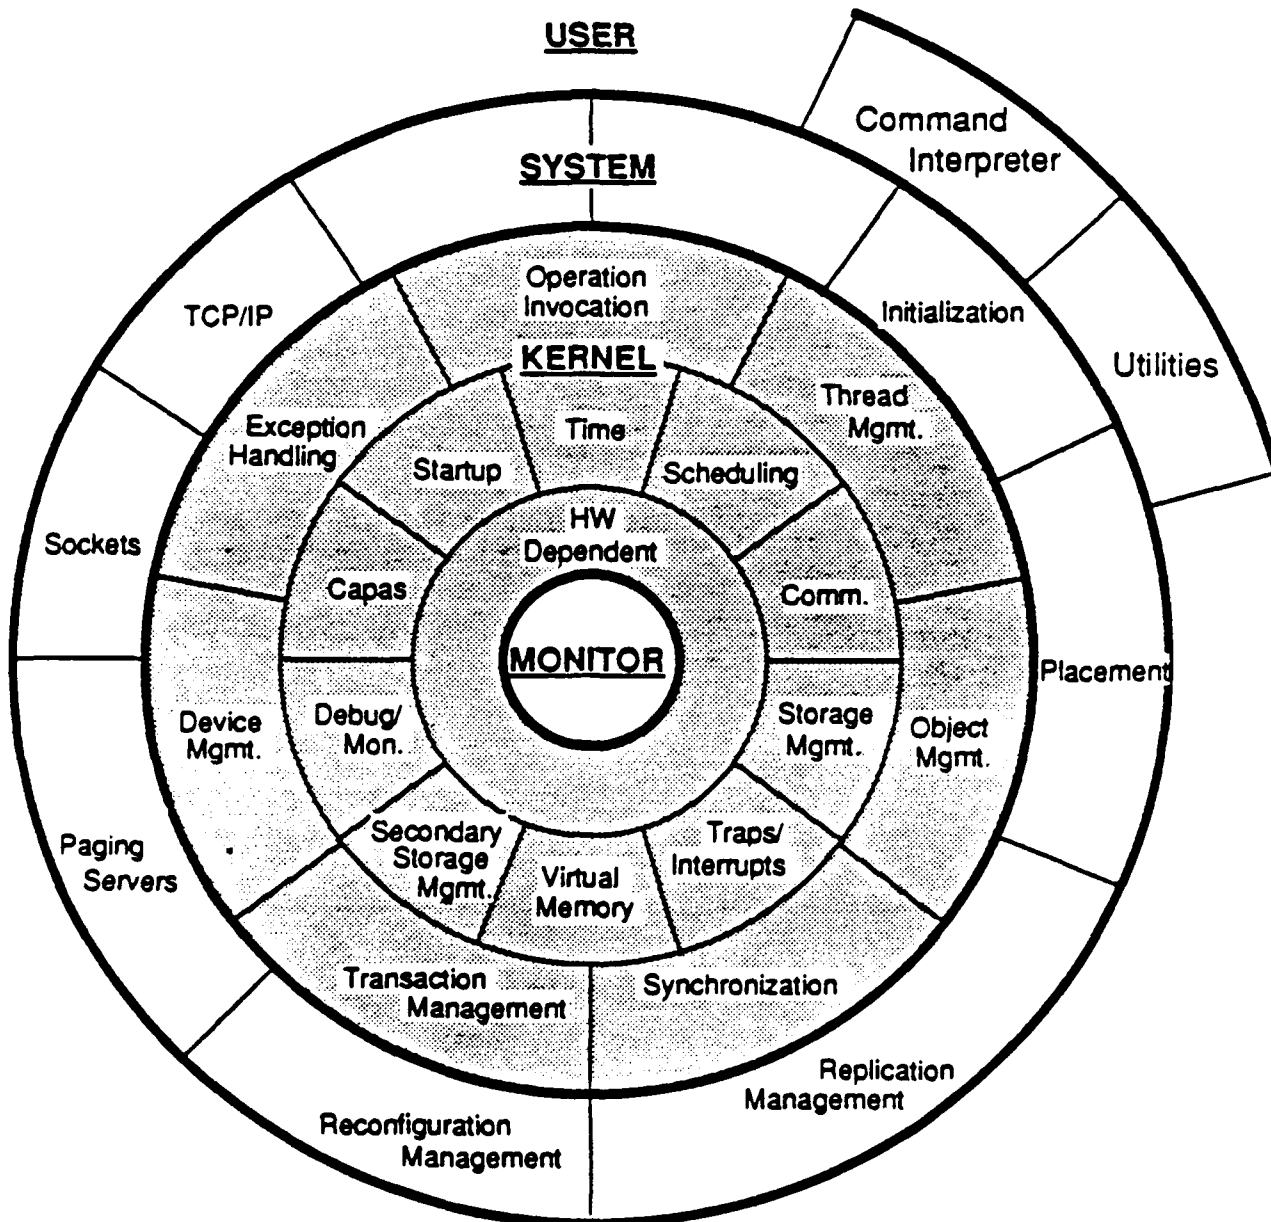 USER
Command
Interpreter
SYSTEM
Operation
Invocation
TCP/IP
Initialization
KERNEL
Utilities
Exception
Handling
Time
Thread
Mgmt.
Startup
Scheduling
HW
Dependent
Sockets
Capas
Comm.
MONITOR
Placement
Device
Mgmt.
Debug/
Mon.
Storage
Mgmt.
Object
Mgmt.
Paging
Servers
Secondary
Storage
Mgmt.
Virtual
Memory
Traps/
Interrupts
Transaction
Management
Synchronization
Reconfiguration
Management
Replication
Management